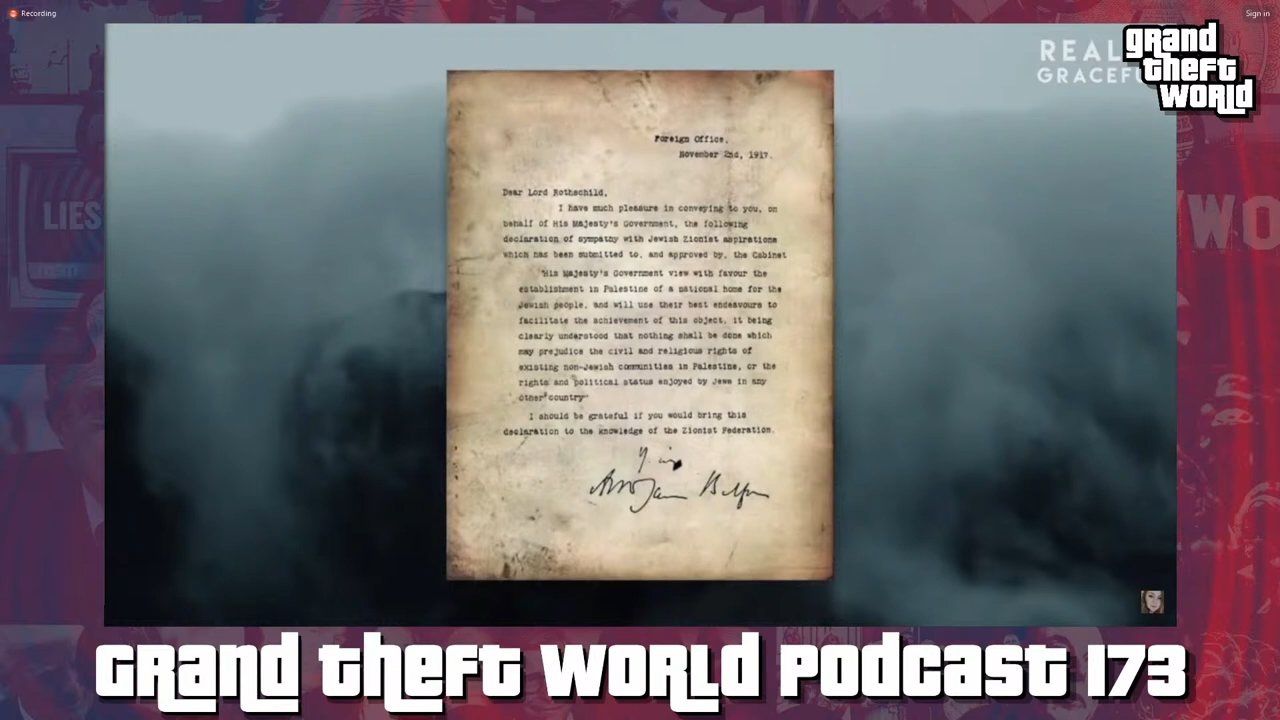 Recording
Sign in
REAL
GRACEFU
grand
theft
WORLD
LIES
WO
Foreign Office,
November 2nd, 1917.
Dear Lord Rothschild,
I have much pleasure in conveying to you, on
behalf of His Majesty's Government, the following
declaration of sympathy with Jewish Zionist aspirations
which has been submitted to, and approved by, the Cabinet
"His Majesty's Government view with favour the
establishment in Palestine of a national home for the
Jewish people, and will use their best endeavours to
facilitate the achievement of this object, it being
clearly understood that nothing shall be done which
may prejudice the civil and religious rights of
existing non-Jewish communities in Palestine, or the
rights and political status enjoyed by Jews in any
other country"
I should be grateful if you would bring this
declaration to the knowledge of the Zionist Federation.
GRAND THEFT WORLD PODCAST 173